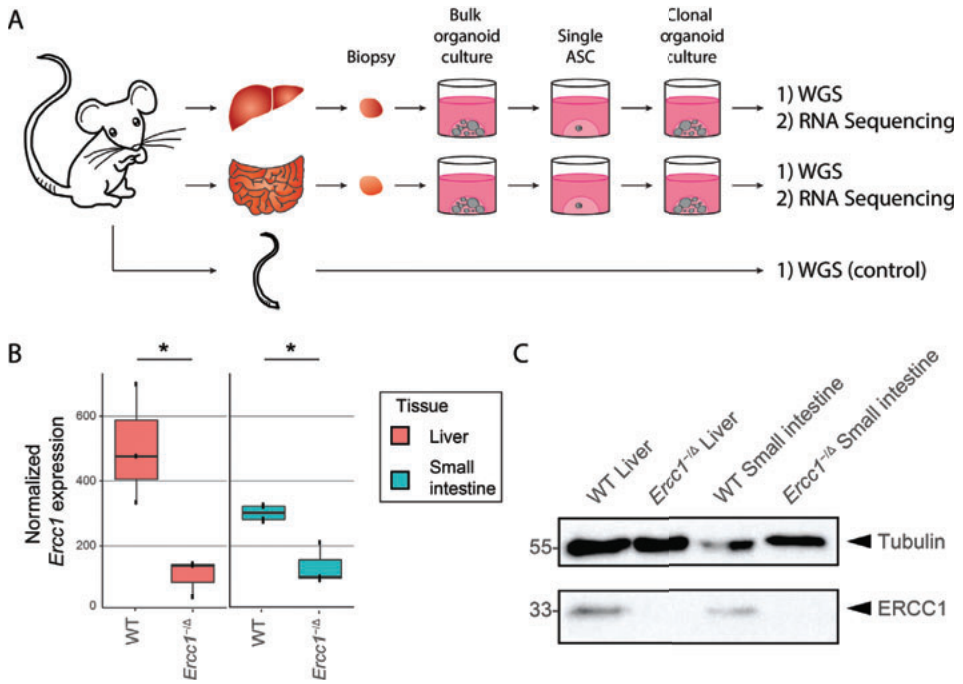 A
Biopsy
Bulk
organoid
culture
Single
ASC
Clonal
organoid
culture
1) WGS
2) RNA Sequencing
1) WGS
2) RNA Sequencing
1) WGS (control)
B
*
*
Normalized
Ercc1 expression
600
400
200
0
WT
Ercc1⁻/Δ
WT
Ercc1⁻/Δ
Tissue
Liver
Small
intestine
C
WT Liver
Ercc1⁻/Δ Liver
WT Small intestine
Ercc1⁻/Δ Small intestine
55
Tubulin
33
ERCC1